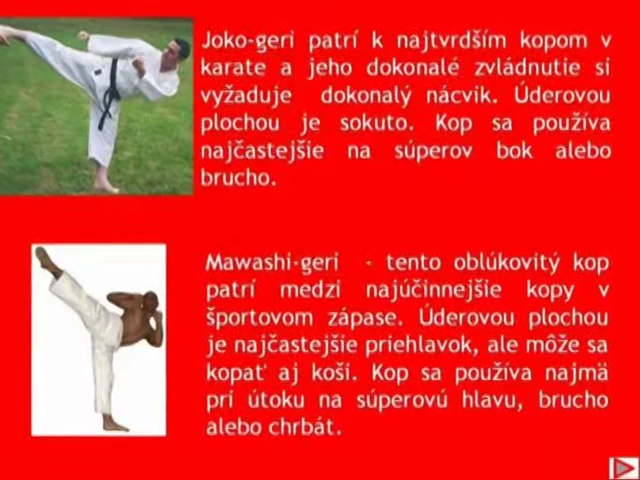 Joko-geri patrí k najtvrdším kopom v
karate a jeho dokonalé zvládnutie si
vyžaduje dokonalý nácvik. Úderovou
plochou je sokuto. Kop sa používa
najčastejšie na súperov bok alebo
brucho.
Mawashi-geri - tento oblúkovitý kop
patrí medzi najúčinnejšie kopy v
športovom zápase. Úderovou plochou
je najčastejšie priehlavok, ale môže sa
kopať aj koši. Kop sa používa najmä
pri útoku na súperovú hlavu, brucho
alebo chrbát.